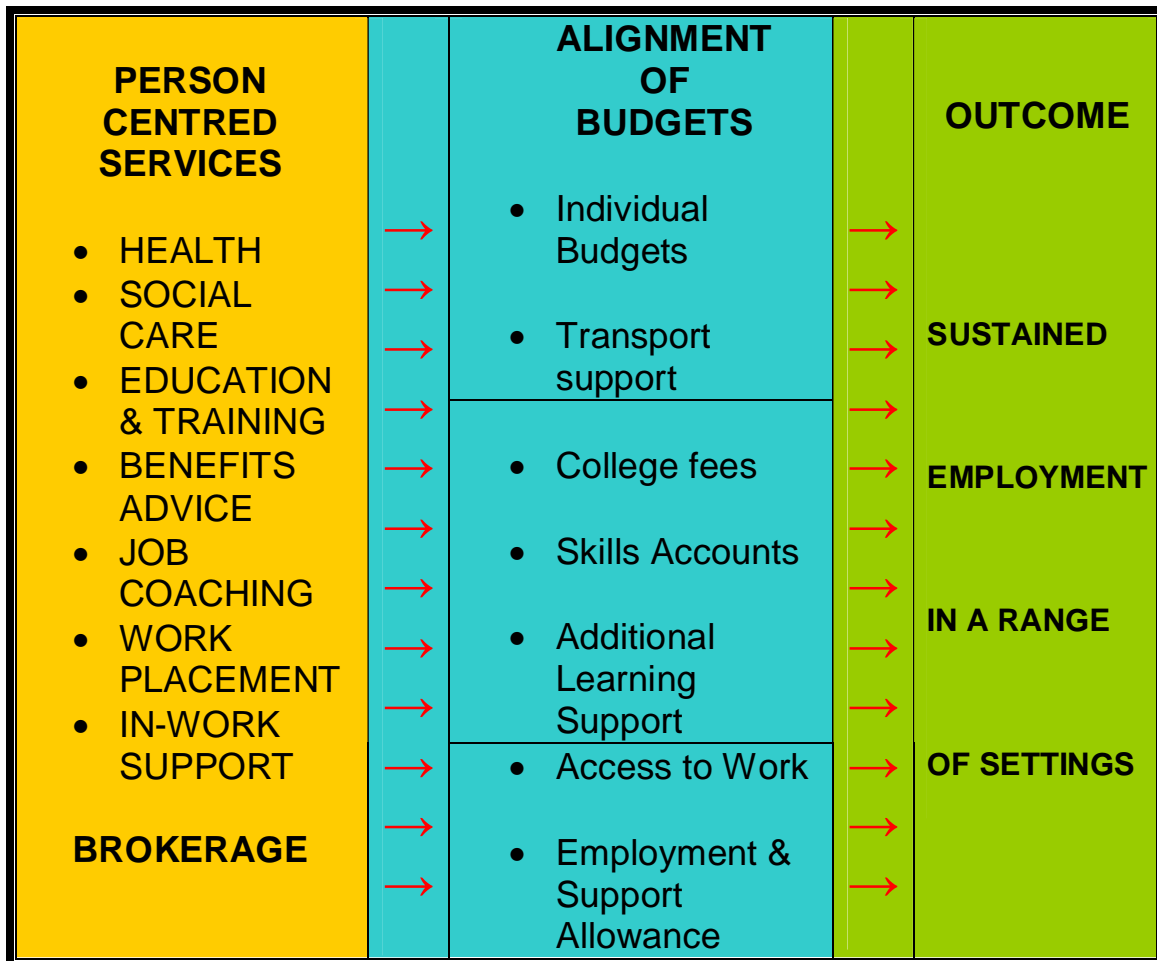 PERSON
CENTRED
SERVICES
• HEALTH
• SOCIAL
CARE
• EDUCATION
& TRAINING
• BENEFITS
ADVICE
• JOB
COACHING
• WORK
PLACEMENT
• IN-WORK
SUPPORT
BROKERAGE
→
→
→
→
→
→
→
→
→
→
→
→
ALIGNMENT
OF
BUDGETS
• Individual
Budgets
• Transport
support
• College fees
• Skills Accounts
• Additional
Learning
Support
• Access to Work
• Employment &
Support
Allowance
→
→
→
→
→
→
→
→
→
→
→
→
OUTCOME
SUSTAINED
EMPLOYMENT
IN A RANGE
OF SETTINGS